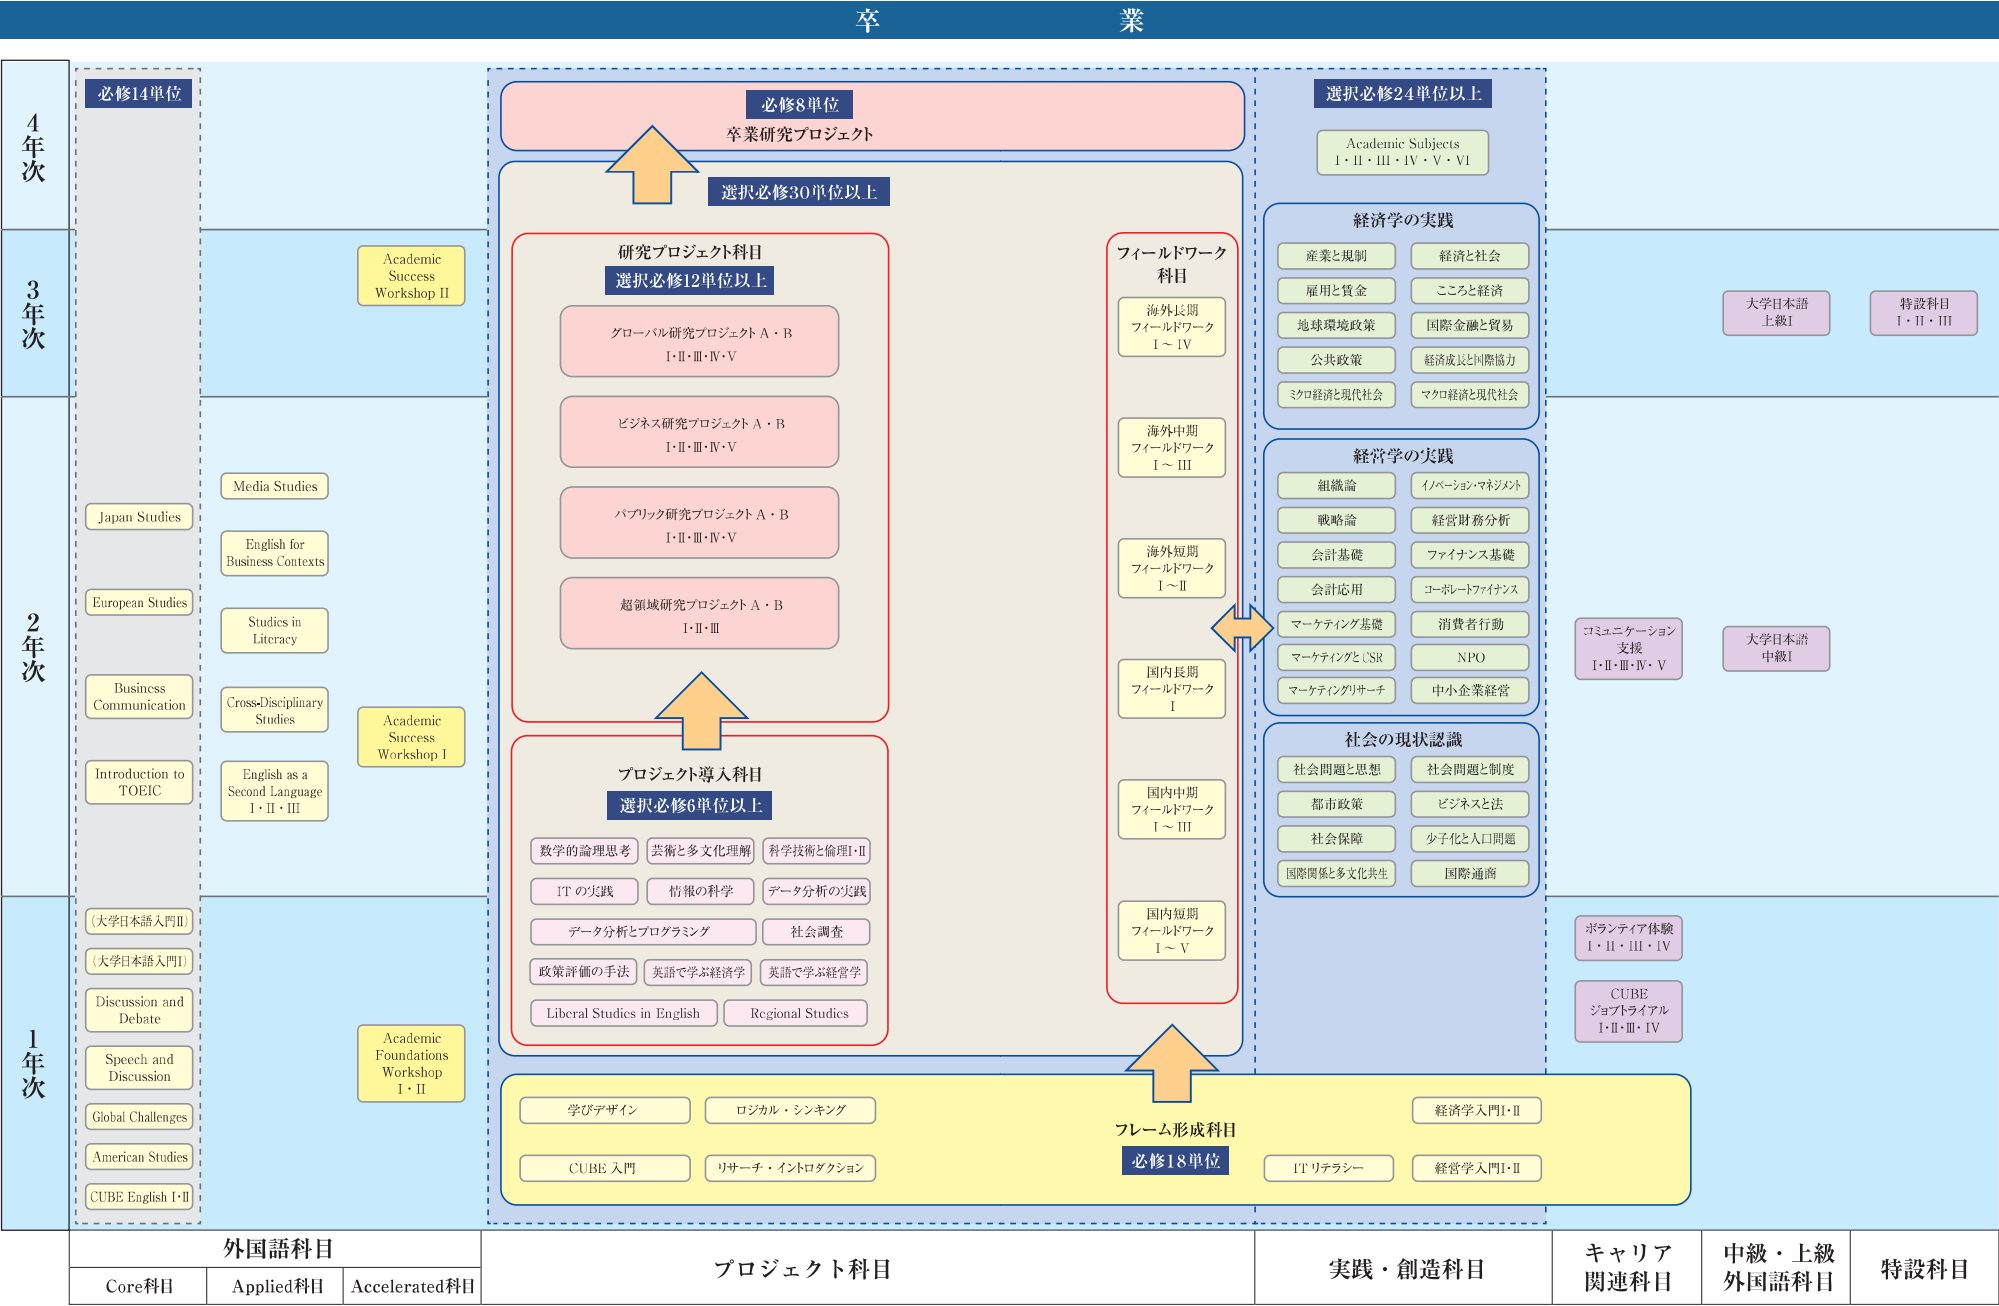 卒　業
4年次
3年次
2年次
1年次
必修14単位
Japan Studies
European Studies
Business
Communication
Introduction to
TOEIC
(大学日本語入門II)
(大学日本語入門I)
Discussion and
Debate
Speech and
Discussion
Global Challenges
American Studies
CUBE English I・II
Media Studies
English for
Business Contexts
Studies in
Literacy
Cross-Disciplinary
Studies
English as a
Second Language
I・II・III
Academic
Success
Workshop II
Academic
Success
Workshop I
Academic
Foundations
Workshop
I・II
必修8単位
卒業研究プロジェクト
選択必修30単位以上
研究プロジェクト科目
選択必修12単位以上
グローバル研究プロジェクト A・B
I・II・III・IV・V
ビジネス研究プロジェクト A・B
I・II・III・IV・V
パブリック研究プロジェクト A・B
I・II・III・IV・V
超領域研究プロジェクト A・B
I・II・III
プロジェクト導入科目
選択必修6単位以上
数学的論理思考
芸術と多文化理解
科学技術と倫理I・II
IT の実践
情報の科学
データ分析の実践
データ分析とプログラミング
社会調査
政策評価の手法
英語で学ぶ経済学
英語で学ぶ経営学
Liberal Studies in English
Regional Studies
フィールドワーク
科目
海外長期
フィールドワーク
I ～ IV
海外中期
フィールドワーク
I ～ III
海外短期
フィールドワーク
I ～II
国内長期
フィールドワーク
I
国内中期
フィールドワーク
I ～ III
国内短期
フィールドワーク
I ～ V
選択必修24単位以上
Academic Subjects
I・II・III・IV・V・VI
経済学の実践
産業と規制
経済と社会
雇用と賃金
こころと経済
地球環境政策
国際金融と貿易
公共政策
経済成長と国際協力
ミクロ経済と現代社会
マクロ経済と現代社会
経営学の実践
組織論
イノベーション・マネジメント
戦略論
経営財務分析
会計基礎
ファイナンス基礎
会計応用
コーポレートファイナンス
マーケティング基礎
消費者行動
マーケティングと CSR
NPO
マーケティングリサーチ
中小企業経営
社会の現状認識
社会問題と思想
社会問題と制度
都市政策
ビジネスと法
社会保障
少子化と人口問題
国際関係と多文化共生
国際通商
コミュニケーション
支援
I・II・III・IV・V
ボランティア体験
I・II・III・IV
CUBE
ジョブトライアル
I・II・III・IV
大学日本語
上級I
大学日本語
中級I
特設科目
I・II・III
学びデザイン
ロジカル・シンキング
CUBE 入門
リサーチ・イントロダクション
フレーム形成科目
必修18単位
経済学入門I・II
IT リテラシー
経営学入門I・II
外国語科目
Core科目
Applied科目
Accelerated科目
プロジェクト科目
実践・創造科目
キャリア
関連科目
中級・上級
外国語科目
特設科目